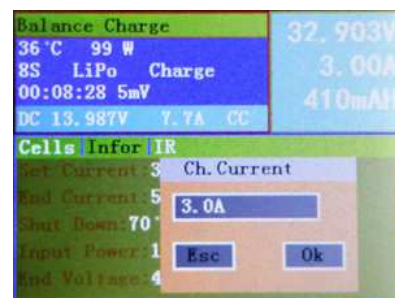 Balance Charge
36°C 99 W
8S LiPo Charge
00:08:28 5mV
DC 13.987V 7.7A CC
32.903V
3.00A
410mAH
Cells Infor IR
Set Current:3
End Current:5
Shut Down:70°
Input Power:1
End Voltage:4
Ch.Current
3.0A
Esc Ok